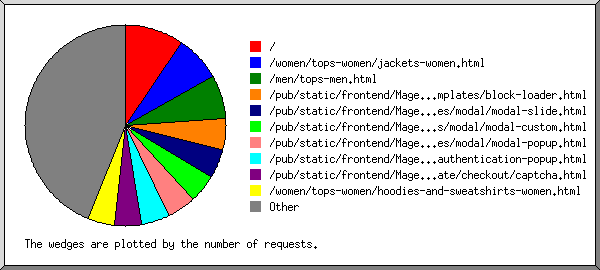 /
/women/tops-women/jackets-women.html
/men/tops-men.html
/pub/static/frontend/Mage...mplates/block-loader.html
/pub/static/frontend/Mage...es/modal/modal-slide.html
/pub/static/frontend/Mage...s/modal/modal-custom.html
/pub/static/frontend/Mage...es/modal/modal-popup.html
/pub/static/frontend/Mage...authentication-popup.html
/pub/static/frontend/Mage...ate/checkout/captcha.html
/women/tops-women/hoodies-and-sweatshirts-women.html
Other
The wedges are plotted by the number of requests.